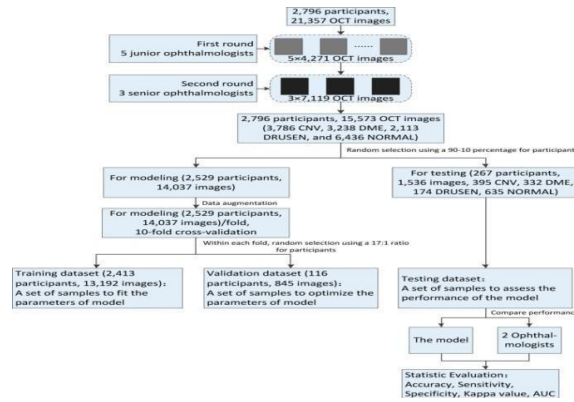 2,796 participants,
21,357 OCT images
First round
5 junior ophthalmologists
......
5×4,271 OCT images
Second round
3 senior ophthalmologists
3×7,119 OCT images
2,796 participants, 15,573 OCT images
(3,786 CNV, 3,238 DME, 2,113
DRUSEN, and 6,436 NORMAL)
Random selection using a 90-10 percentage for participant
For modeling (2,529 participants,
14,037 images)
For testing (267 participants,
1,536 images, 395 CNV, 332 DME,
174 DRUSEN, 635 NORMAL)
Data augmentation
For modeling (2,529 participants,
14,037 images)/fold,
10-fold cross-validation
Within each fold, random selection using a 17:1 ratio
for participants
Training dataset (2,413
participants, 13,192 images):
A set of samples to fit the
parameters of model
Validation dataset (116
participants, 845 images):
A set of samples to optimize the
parameters of model
Testing dataset:
A set of samples to assess the
performance of the model
Compare performance
The model
2 Ophthal-
mologists
Statistic Evaluation:
Accuracy, Sensitivity,
Specificity, Kappa value, AUC